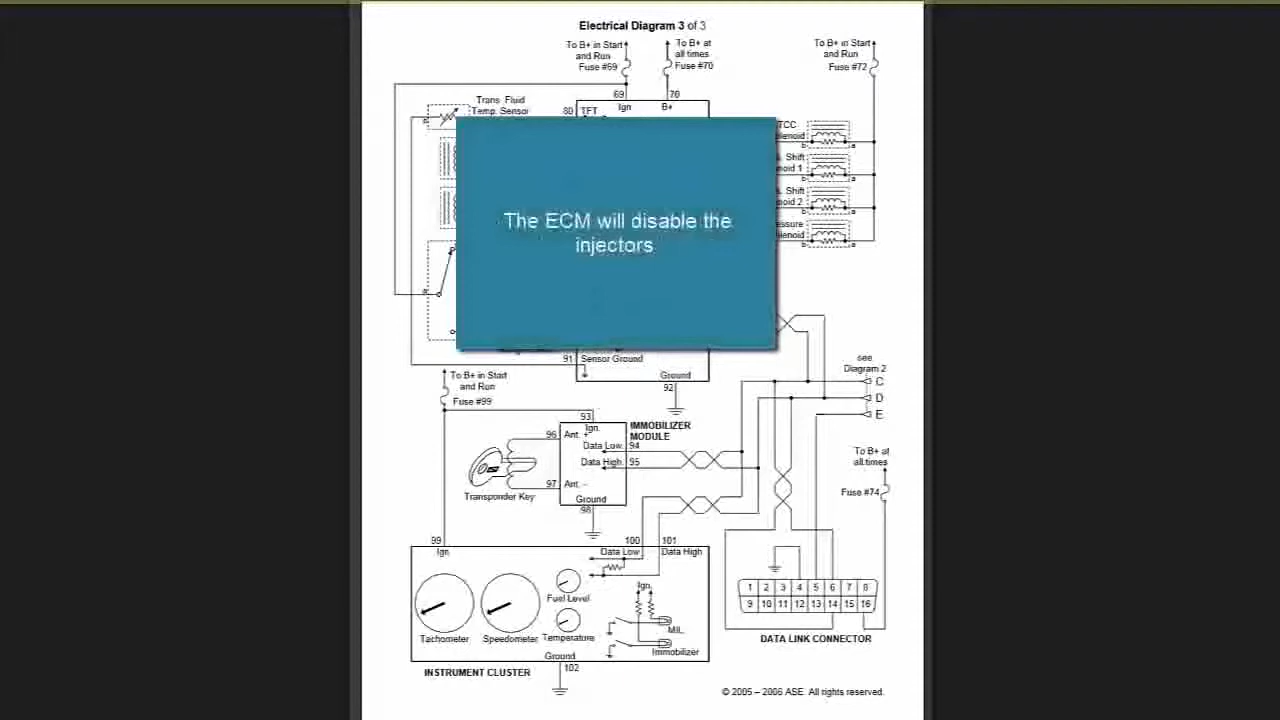 Electrical Diagram 3 of 3
To B+ in Start
and Run
Fuse #69
To B+ at
all times
Fuse #70
To B+ in Start
and Run
Fuse #72
69
70
Ign
B+
Trans Fluid
Temp. Sensor
80
TFT
TCC
b
a
Shift
1
b
a
Shift
2
b
a
b
a
The ECM will disable the
injectors
91
Sensor Ground
Ground
92
To B+ in Start
and Run
Fuse #99
see
Diagram 2
C
D
E
93
Ign.
IMMOBILIZER
MODULE
96
Ant. +
Data Low
94
Data High
95
97
Ant. -
Ground
98
Transponder Key
To B+ at
all times
Fuse #74
99
Ign
100
101
Data Low
Data High
Ign.
Fuel Level
MIL
Tachometer
Speedometer
Temperature
Immobilizer
Ground
102
INSTRUMENT CLUSTER
1 2 3 4 5 6 7 8
9 10 11 12 13 14 15 16
DATA LINK CONNECTOR
© 2005 – 2006 ASE. All rights reserved.